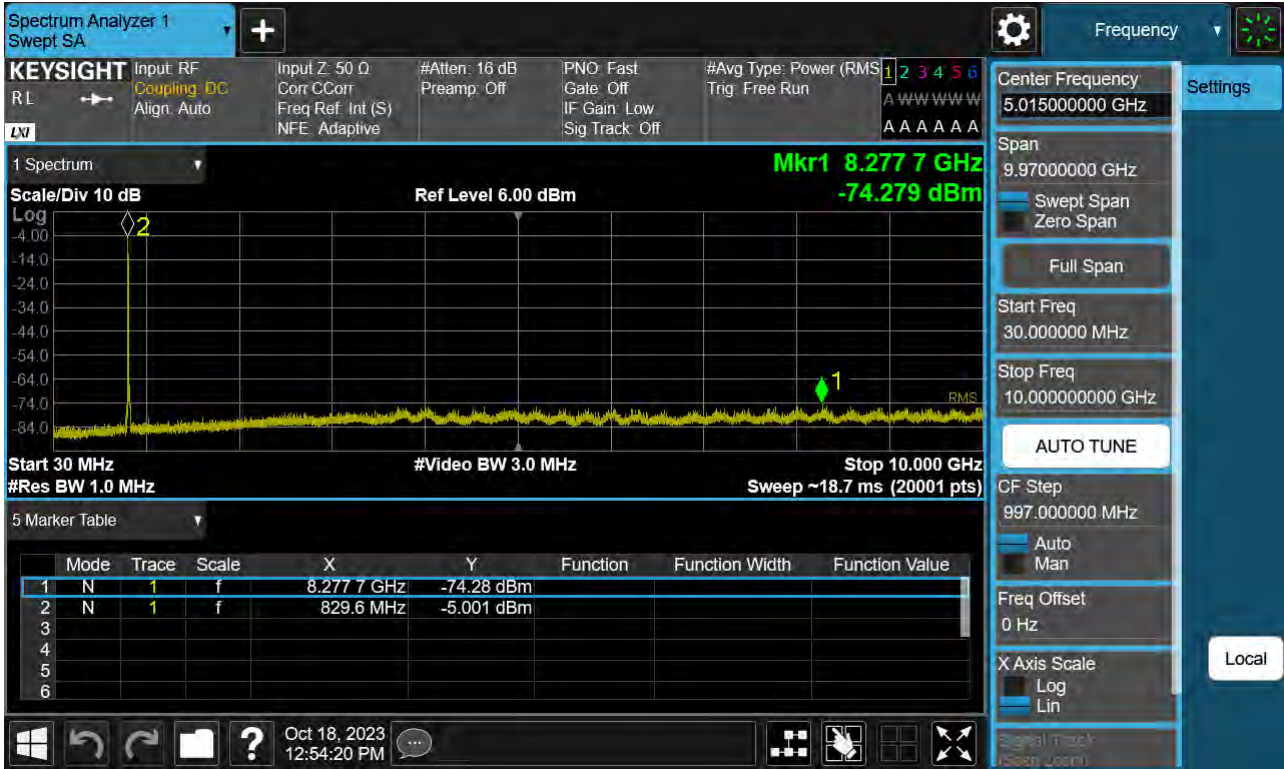 Spectrum Analyzer 1
Swept SA
+
Frequency
KEYSIGHT
R L
LXI
Input: RF
Coupling: DC
Align: Auto
Input Z: 50 Ω
Corr CCorr
Freq Ref: Int (S)
NFE: Adaptive
#Atten: 16 dB
Preamp: Off
PNO: Fast
Gate: Off
IF Gain: Low
Sig Track: Off
#Avg Type: Power (RMS
Trig: Free Run
1 2 3 4 5 6
A W W W W W
A A A A A A
1 Spectrum
Mkr1 8.277 7 GHz
Scale/Div 10 dB
Ref Level 6.00 dBm
-74.279 dBm
Log
2
-4.00
-14.0
-24.0
-34.0
-44.0
-54.0
-64.0
1
-74.0
RMS
-84.0
Start 30 MHz
#Video BW 3.0 MHz
Stop 10.000 GHz
#Res BW 1.0 MHz
Sweep ~18.7 ms (20001 pts)
5 Marker Table
Mode Trace Scale X Y Function Function Width Function Value
1 N 1 f 8.277 7 GHz -74.28 dBm
2 N 1 f 829.6 MHz -5.001 dBm
3
4
5
6
?
Oct 18, 2023
12:54:20 PM
Center Frequency
5.015000000 GHz
Settings
Span
9.97000000 GHz
Swept Span
Zero Span
Full Span
Start Freq
30.000000 MHz
Stop Freq
10.000000000 GHz
AUTO TUNE
CF Step
997.000000 MHz
Auto
Man
Freq Offset
0 Hz
X Axis Scale
Log
Lin
Local
Signal Track
(Span Zoom)